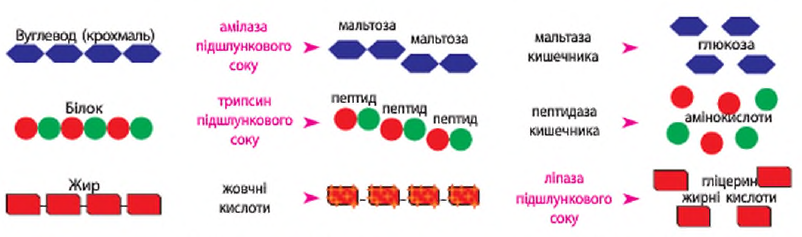 Вуглевод (крохмаль)
амілаза
підшлункового
соку
мальтоза
мальтоза
мальтаза
кишечника
глюкоза
Білок
трипсин
підшлункового
соку
пептид
пептид
пептид
пептидаза
кишечника
амінокислоти
Жир
жовчні
кислоти
ліпаза
підшлункового
соку
гліцерин
жирні кислоти